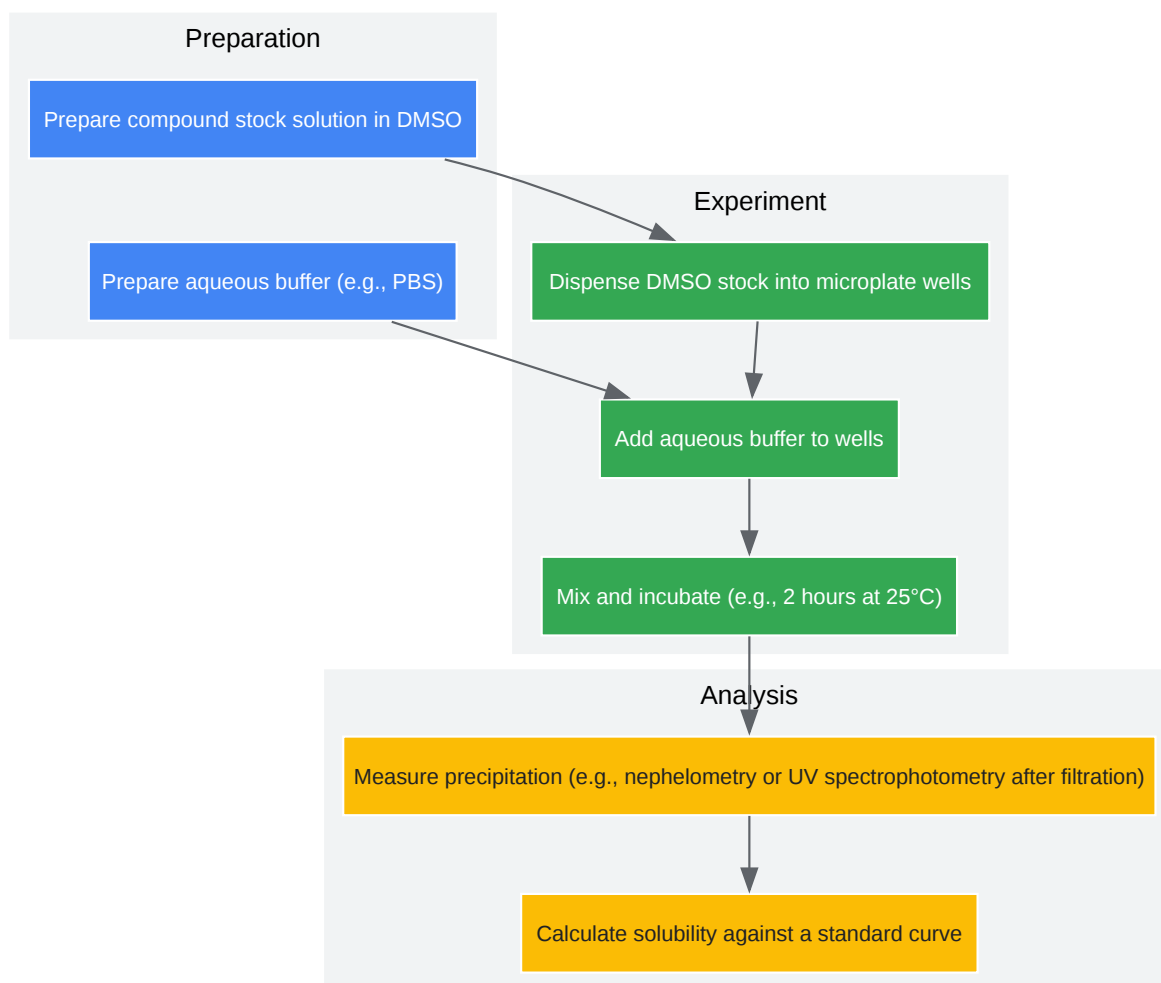 Preparation
Prepare compound stock solution in DMSO
Prepare aqueous buffer (e.g., PBS)
Experiment
Dispense DMSO stock into microplate wells
Add aqueous buffer to wells
Mix and incubate (e.g., 2 hours at 25°C)
Analysis
Measure precipitation (e.g., nephelometry or UV spectrophotometry after filtration)
Calculate solubility against a standard curve